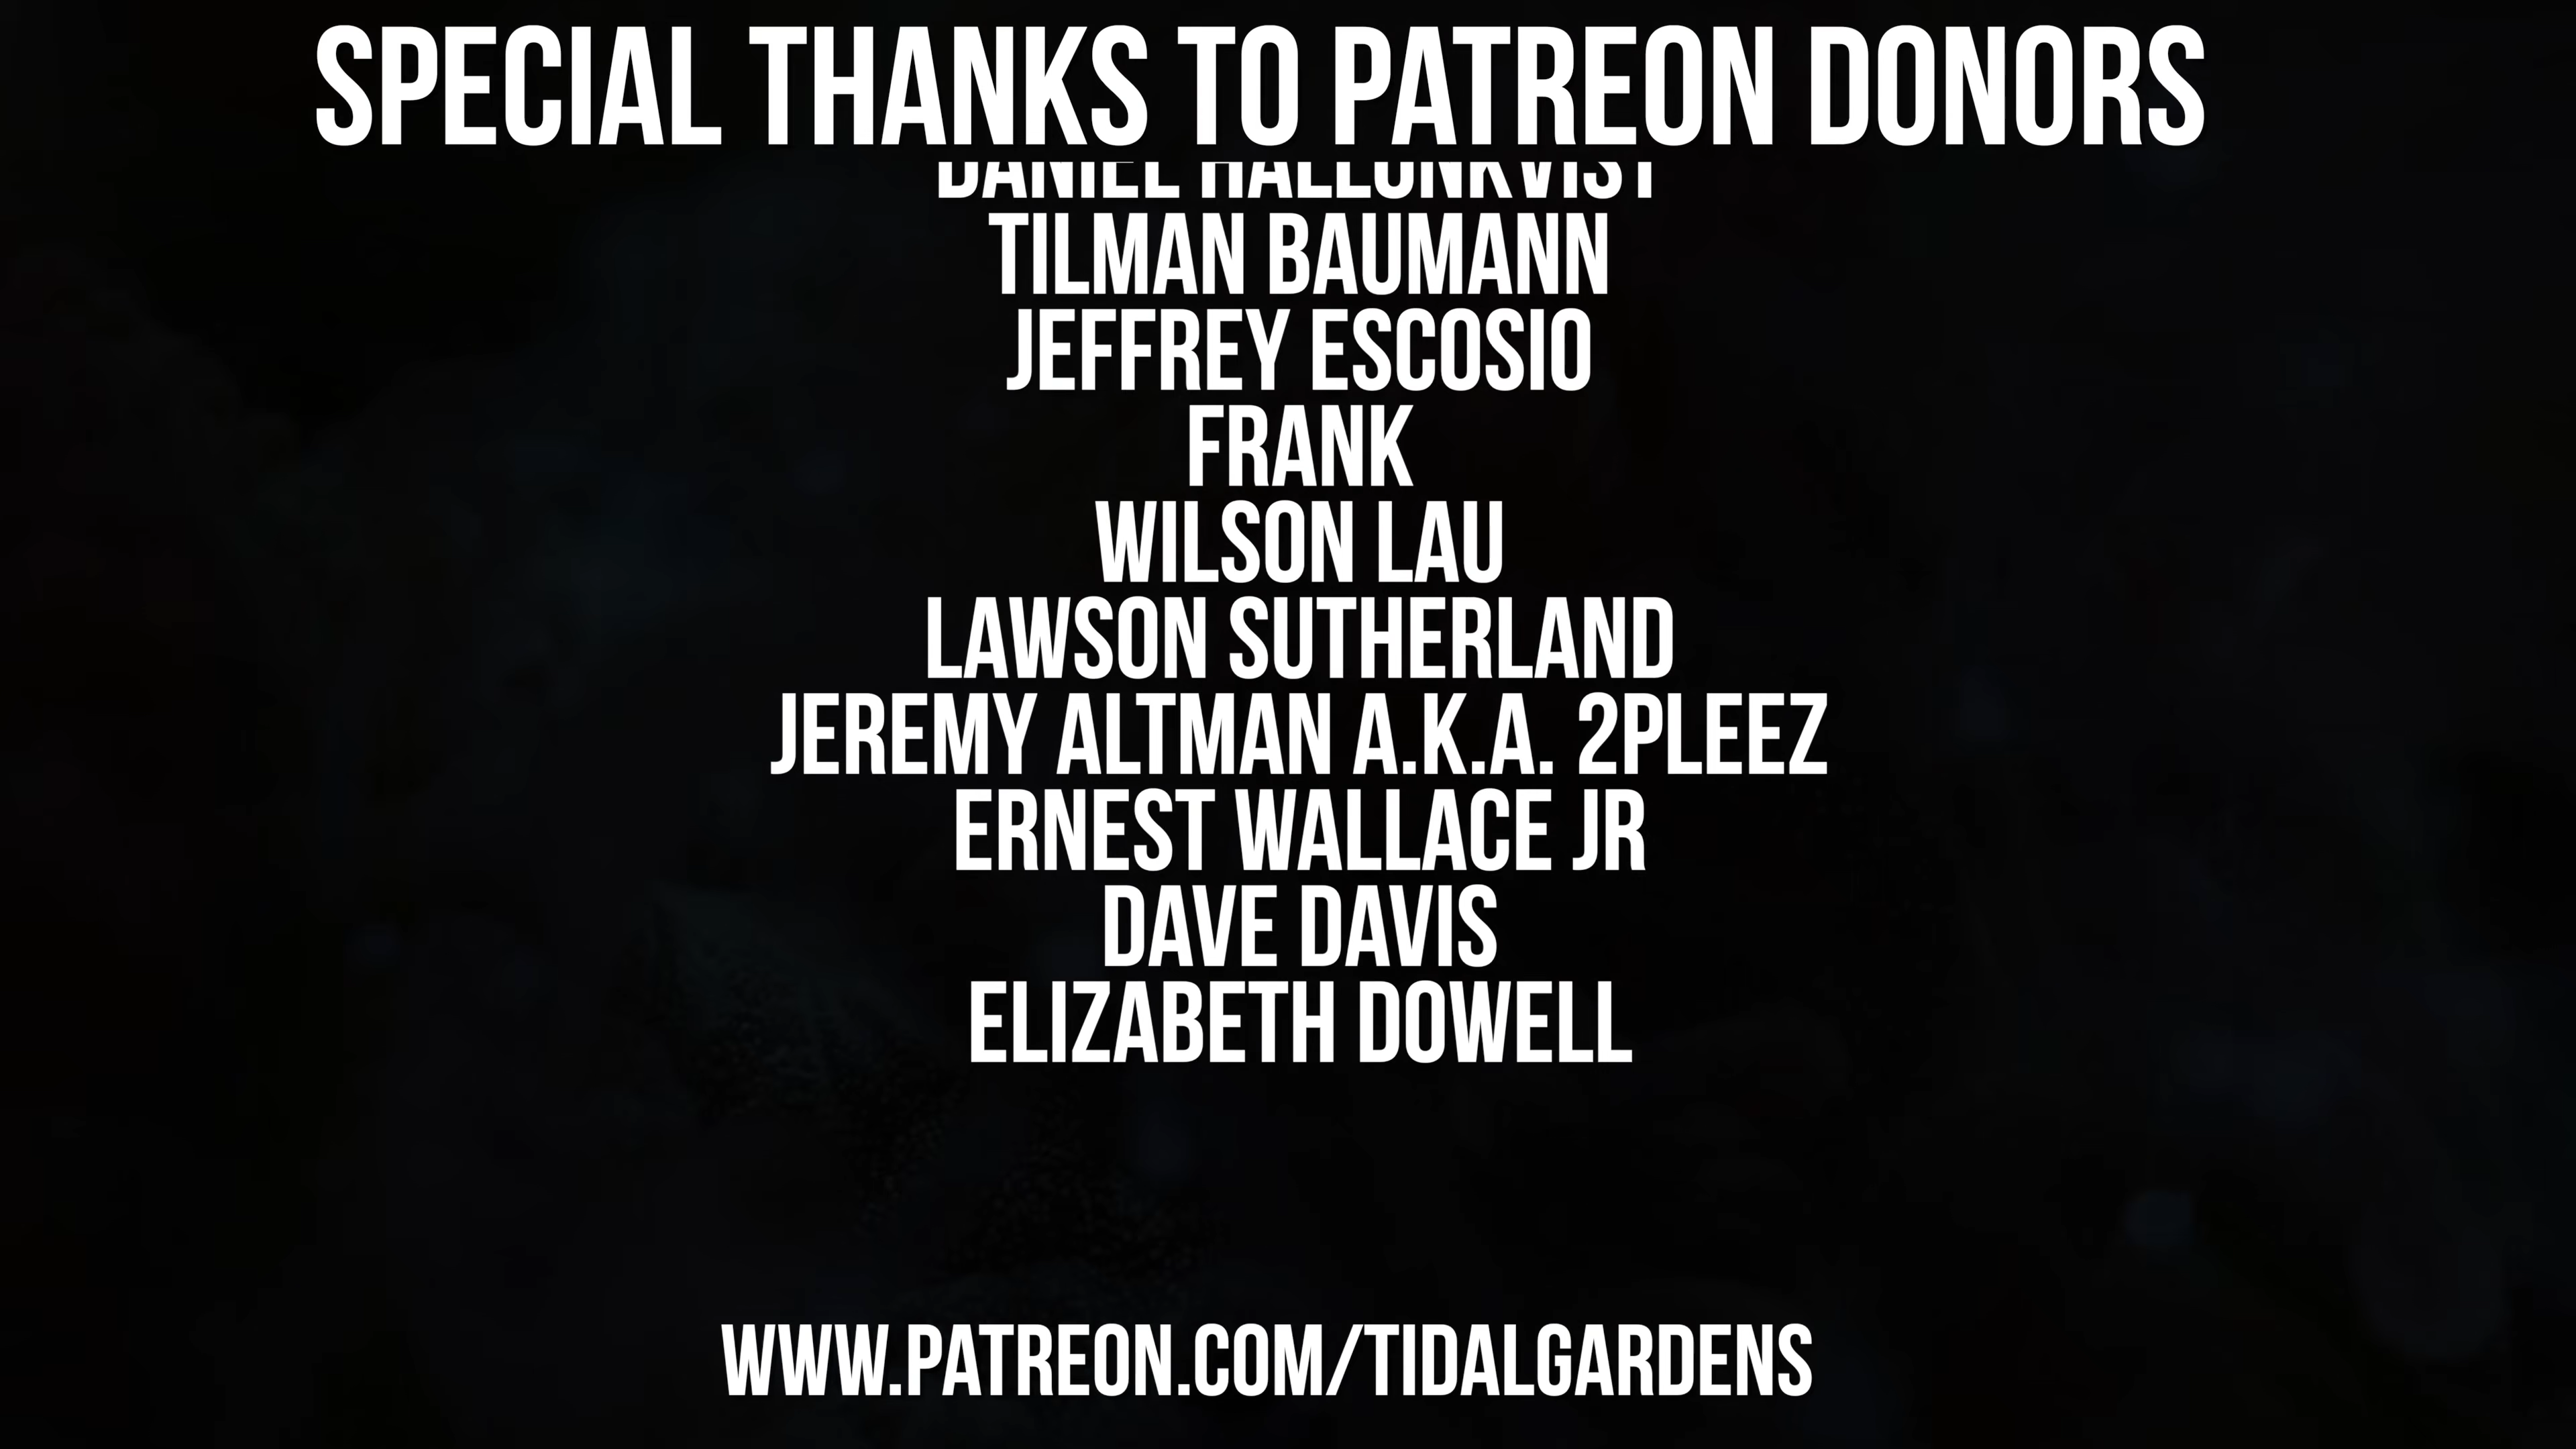 SPECIAL THANKS TO PATREON DONORS
DANIEL
TILMAN BAUMANN
JEFFREY ESCOSIO
FRANK
WILSON LAU
LAWSON SUTHERLAND
JEREMY ALTMAN A.K.A. 2PLEEZ
ERNEST WALLACE JR
DAVE DAVIS
ELIZABETH DOWELL
WWW.PATREON.COM/TIDALGARDENS